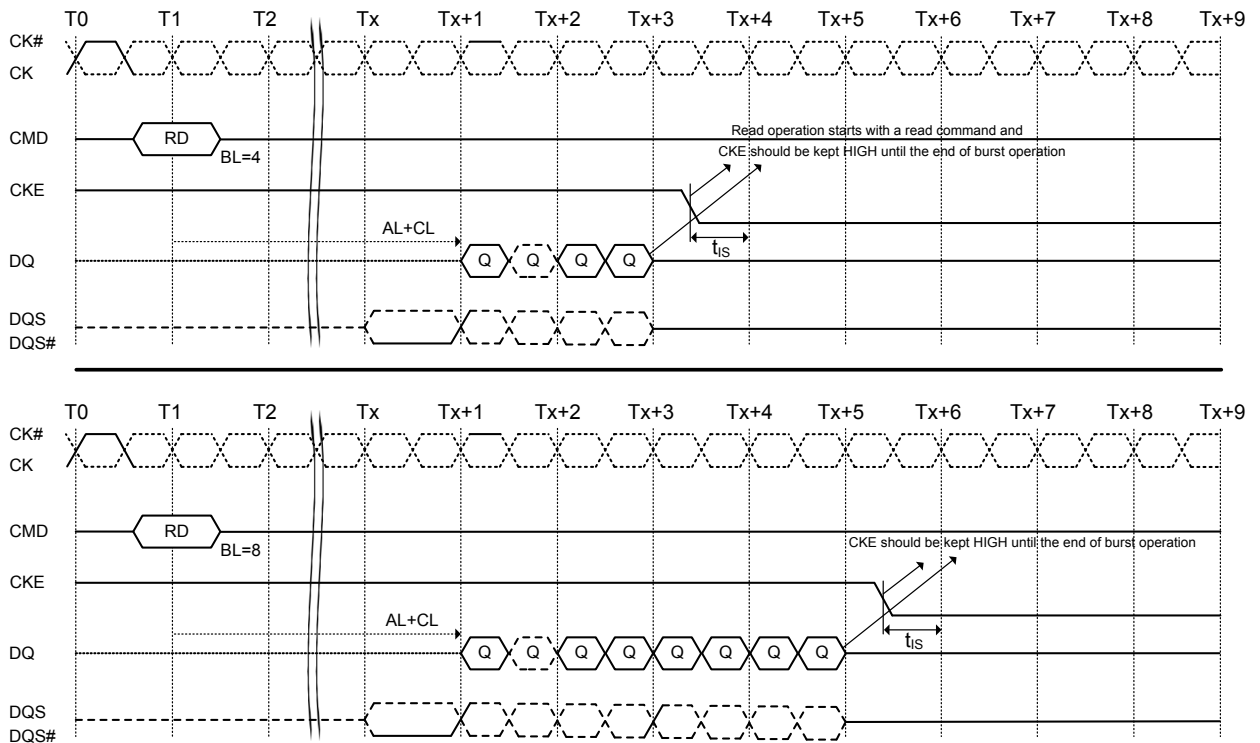 T0 T1 T2 Tx Tx+1 Tx+2 Tx+3 Tx+4 Tx+5 Tx+6 Tx+7 Tx+8 Tx+9
CK#
CK
CMD RD BL=4
Read operation starts with a read command and
CKE should be kept HIGH until the end of burst operation
CKE
AL+CL
tIS
DQ Q Q Q Q
DQS
DQS#
T0 T1 T2 Tx Tx+1 Tx+2 Tx+3 Tx+4 Tx+5 Tx+6 Tx+7 Tx+8 Tx+9
CK#
CK
CMD RD BL=8
CKE should be kept HIGH until the end of burst operation
CKE
AL+CL
tIS
DQ Q Q Q Q Q Q Q Q
DQS
DQS#